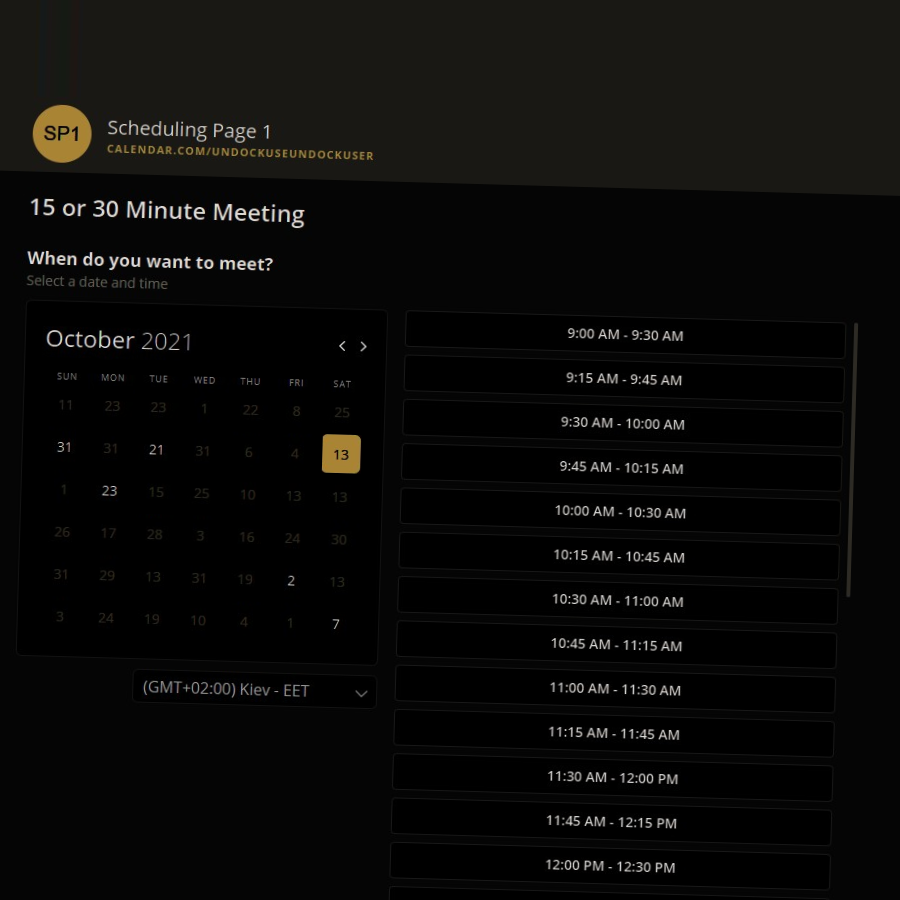 SP1
Scheduling Page 1
CALENDAR.COM/UNDOCKUSEUNDOCKUSER
15 or 30 Minute Meeting
When do you want to meet?
Select a date and time
October 2021
SUN MON TUE WED THU FRI SAT
11 23 23 1 22 8 25
31 31 21 31 6 4 13
1 23 15 25 10 13 13
26 17 28 3 16 24 30
31 29 13 31 19 2 13
3 24 19 10 4 1 7
(GMT+02:00) Kiev - EET
9:00 AM - 9:30 AM
9:15 AM - 9:45 AM
9:30 AM - 10:00 AM
9:45 AM - 10:15 AM
10:00 AM - 10:30 AM
10:15 AM - 10:45 AM
10:30 AM - 11:00 AM
10:45 AM - 11:15 AM
11:00 AM - 11:30 AM
11:15 AM - 11:45 AM
11:30 AM - 12:00 PM
11:45 AM - 12:15 PM
12:00 PM - 12:30 PM